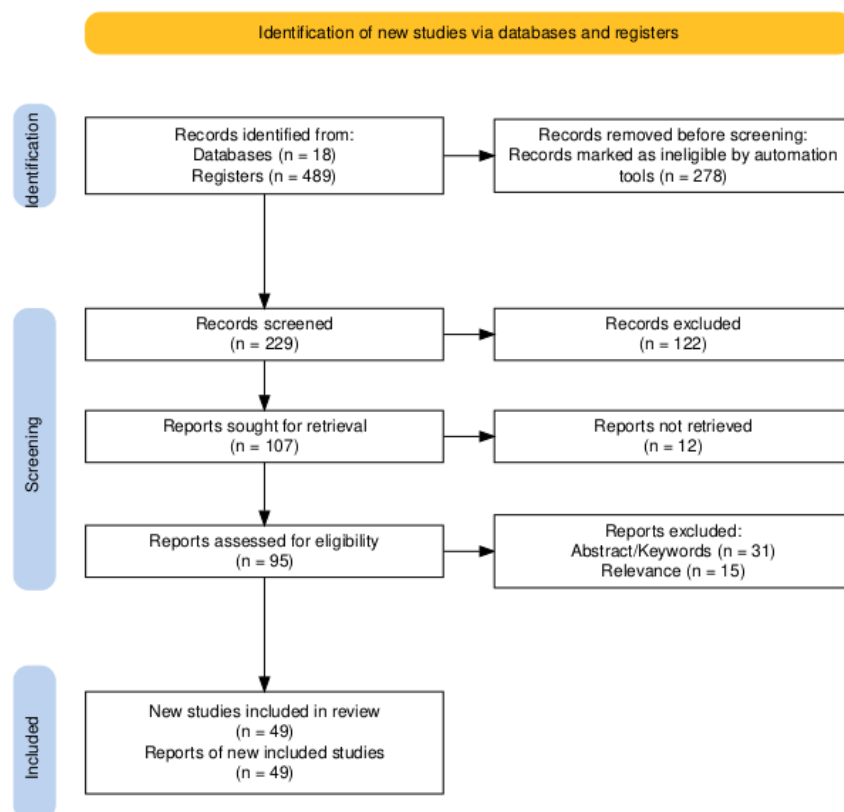 Identification of new studies via databases and registers
Identification
Records identified from:
Databases (n = 18)
Registers (n = 489)
Records removed before screening:
Records marked as ineligible by automation
tools (n = 278)
Screening
Records screened
(n = 229)
Records excluded
(n = 122)
Reports sought for retrieval
(n = 107)
Reports not retrieved
(n = 12)
Reports assessed for eligibility
(n = 95)
Reports excluded:
Abstract/Keywords (n = 31)
Relevance (n = 15)
Included
New studies included in review
(n = 49)
Reports of new included studies
(n = 49)